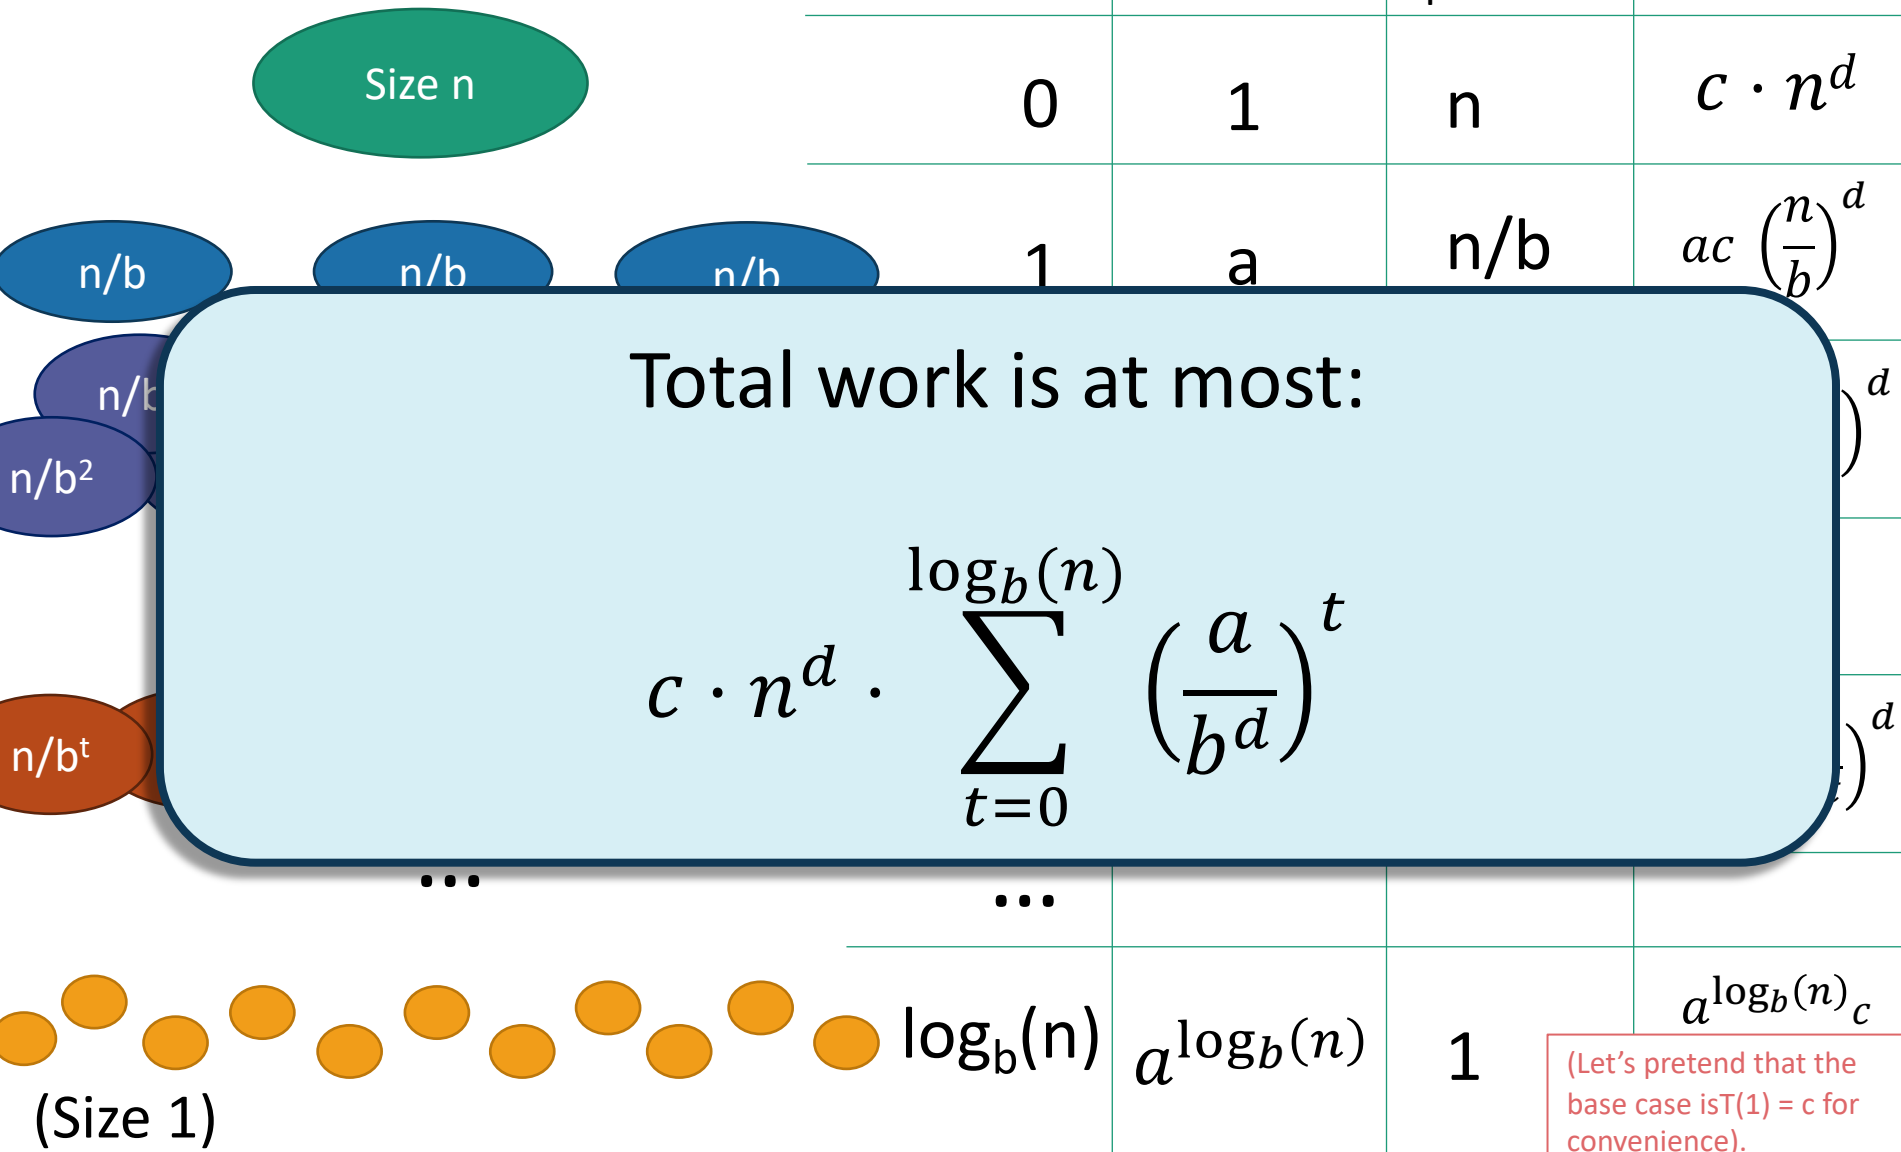 Size n
0 1 n c · n^d
n/b n/b n/b 1 a n/b ac (n/b)^d
Total work is at most:
n/b d
n/b²
c · n^d · ∑_{t=0}^{log_b(n)} (a/b^d)^t
n/b^t )^d
... ...
log_b(n) a^{log_b(n)} 1 a^{log_b(n)}c
(Size 1)
(Let's pretend that the
base case isT(1) = c for
convenience).